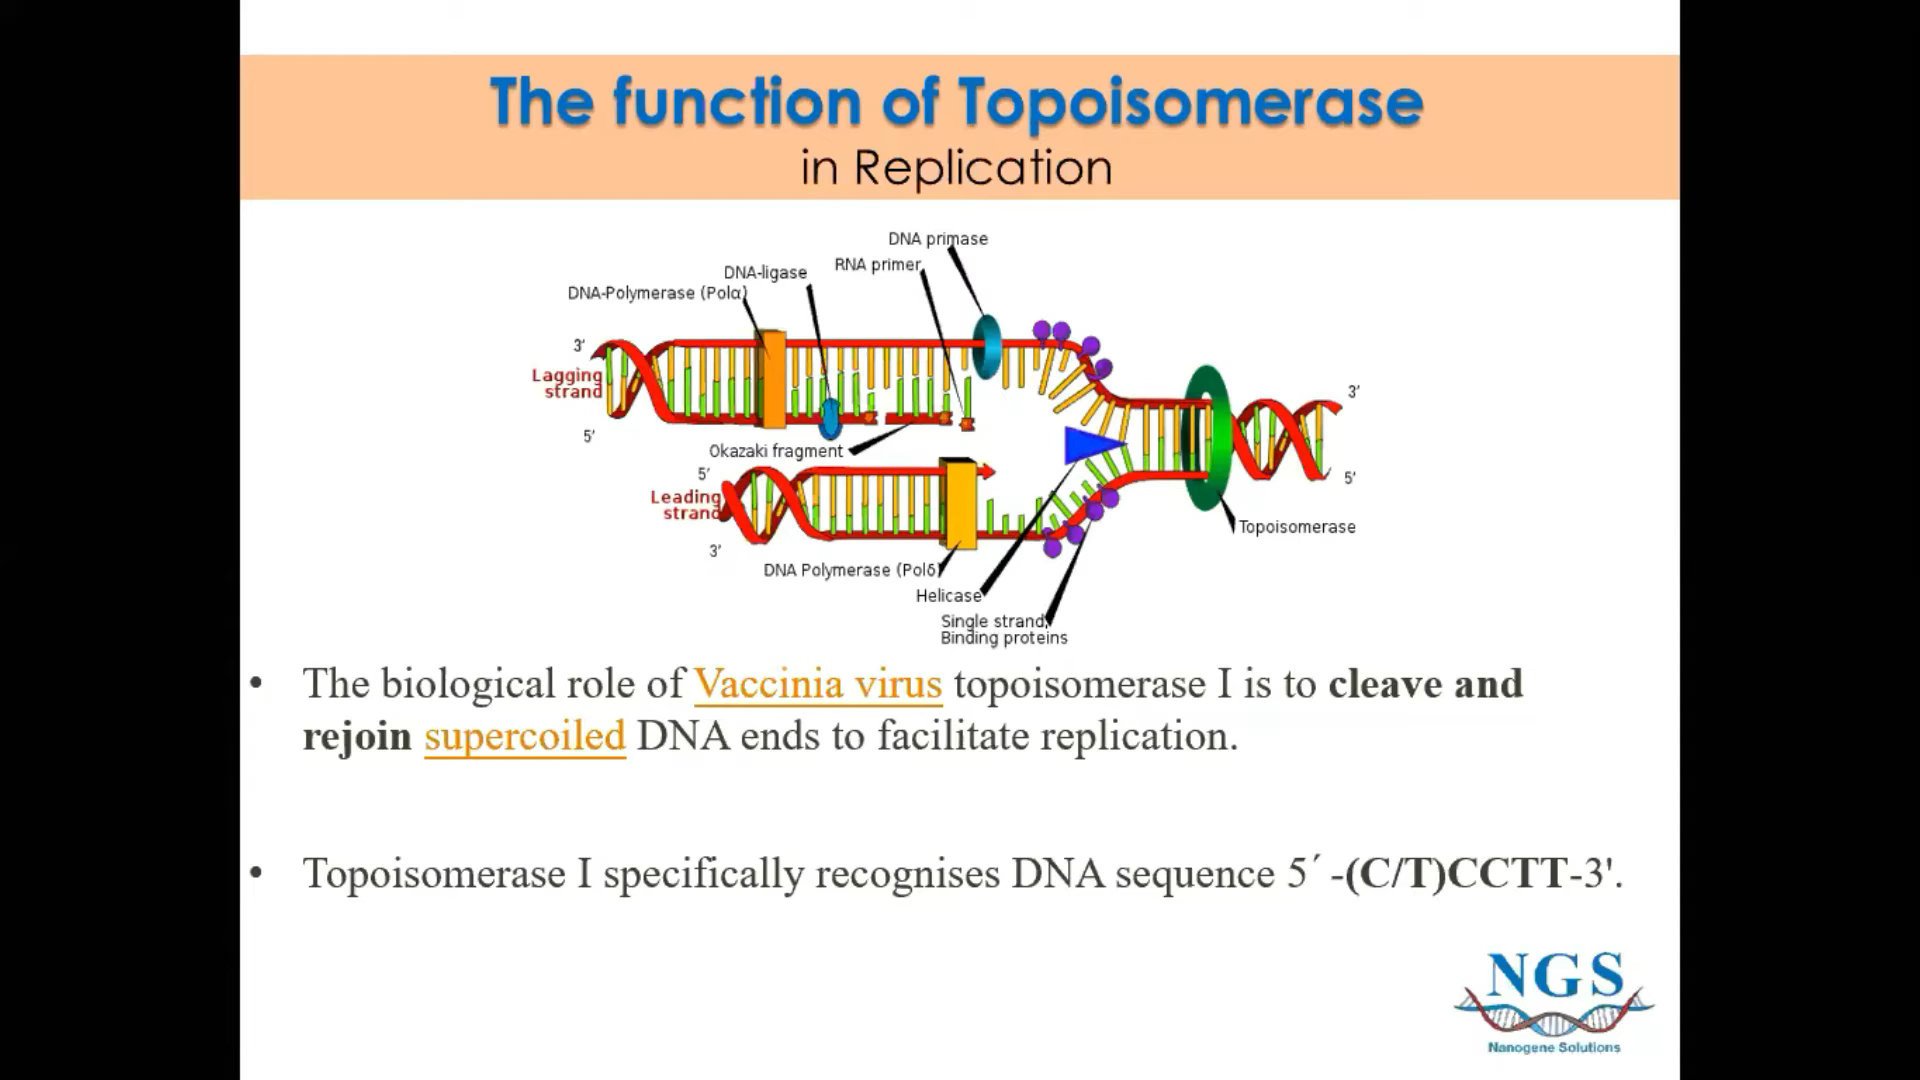 The function of Topoisomerase
in Replication
DNA primase
RNA primer
DNA-ligase
DNA-Polymerase (Polα)
3’
Lagging
strand
5’
Okazaki fragment
5’
Leading
strand
3’
DNA Polymerase (Polδ)
Helicase
Single strand,
Binding proteins
3’
5’
Topoisomerase
• The biological role of Vaccinia virus topoisomerase I is to cleave and
rejoin supercoiled DNA ends to facilitate replication.
• Topoisomerase I specifically recognises DNA sequence 5´ -(C/T)CCTT-3'.
NGS
Nanogene Solutions